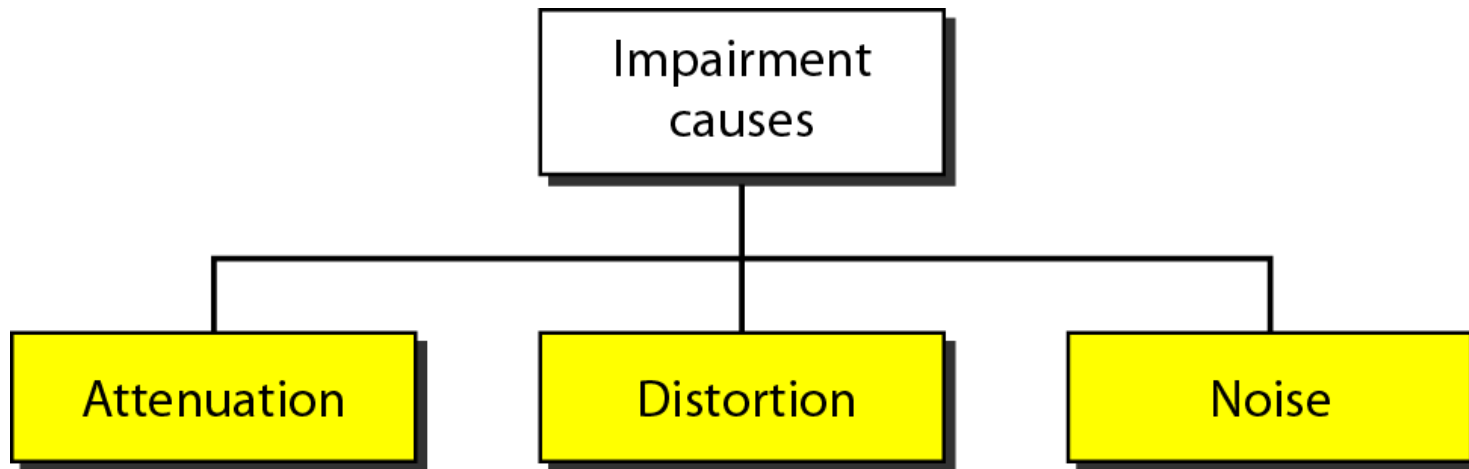 Impairment
causes
Attenuation
Distortion
Noise